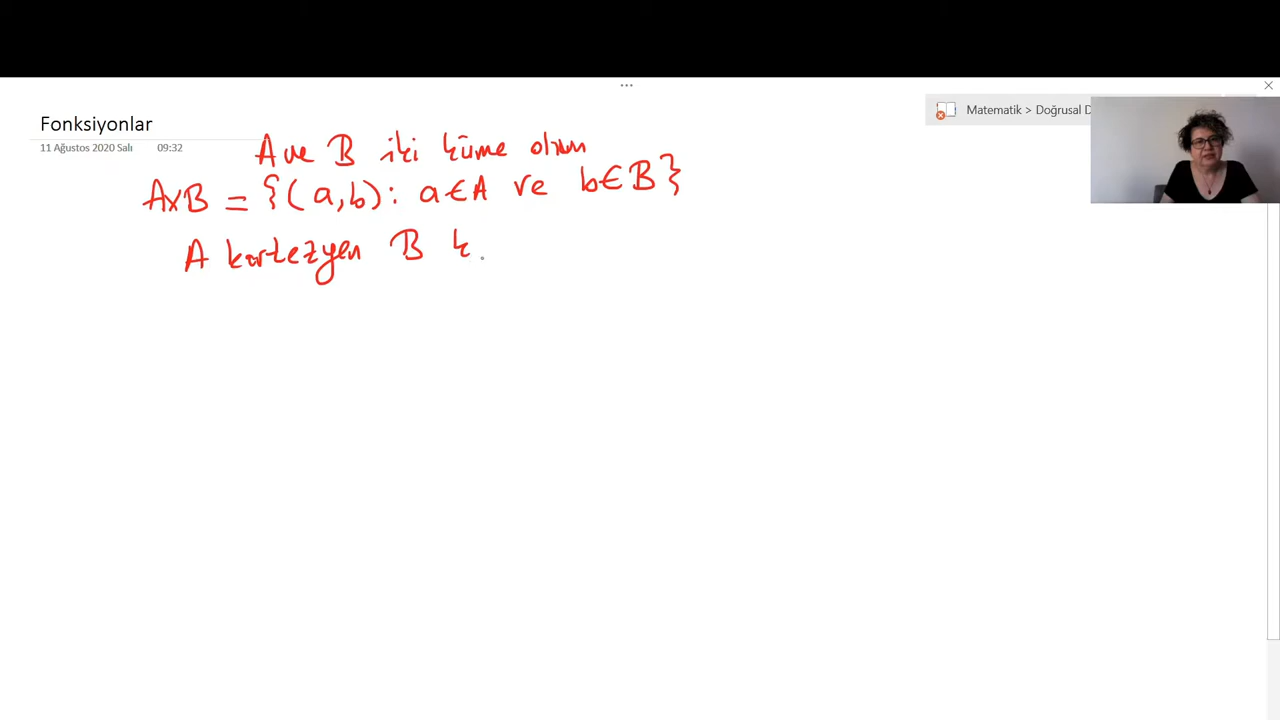 Matematik > Doğrusal D
Fonksiyonlar
11 Ağustos 2020 Salı 09:32
A ve B iki küme olsun
AxB = {(a,b): a∈A ve b∈B}
A kartezyen B k